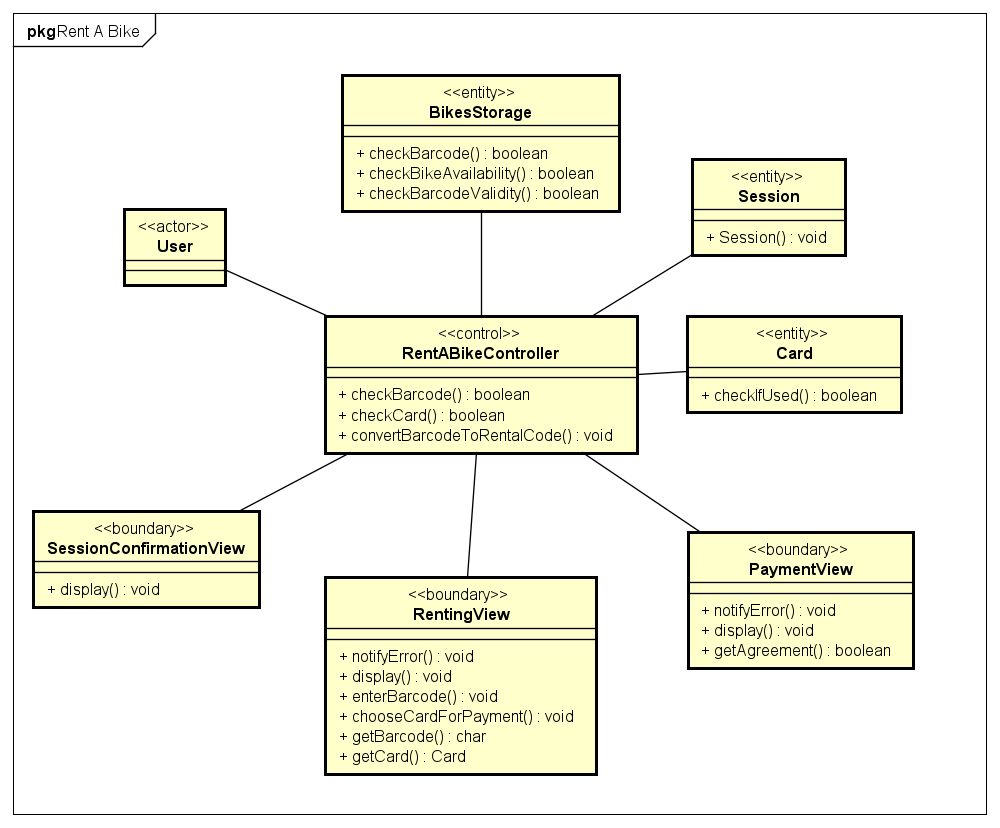 pkgRent A Bike
<<entity>>
BikesStorage
+ checkBarcode() : boolean
+ checkBikeAvailability() : boolean
+ checkBarcodeValidity() : boolean
<<entity>>
Session
+ Session() : void
<<actor>>
User
<<control>>
RentABikeController
+ checkBarcode() : boolean
+ checkCard() : boolean
+ convertBarcodeToRentalCode() : void
<<entity>>
Card
+ checkIfUsed() : boolean
<<boundary>>
SessionConfirmationView
+ display() : void
<<boundary>>
RentingView
+ notifyError() : void
+ display() : void
+ enterBarcode() : void
+ chooseCardForPayment() : void
+ getBarcode() : char
+ getCard() : Card
<<boundary>>
PaymentView
+ notifyError() : void
+ display() : void
+ getAgreement() : boolean